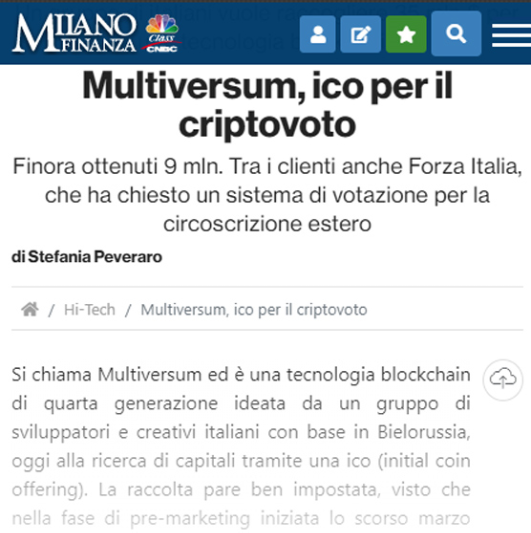 MILANO
FINANZA
Class
CNBC
Multiversum, ico per il
criptovoto
Finora ottenuti 9 mln. Tra i clienti anche Forza Italia,
che ha chiesto un sistema di votazione per la
circoscrizione estero
di Stefania Peveraro
/ Hi-Tech / Multiversum, ico per il criptovoto
Si chiama Multiversum ed è una tecnologia blockchain
di quarta generazione ideata da un gruppo di
sviluppatori e creativi italiani con base in Bielorussia,
oggi alla ricerca di capitali tramite una ico (initial coin
offering). La raccolta pare ben impostata, visto che
nella fase di pre-marketing iniziata lo scorso marzo